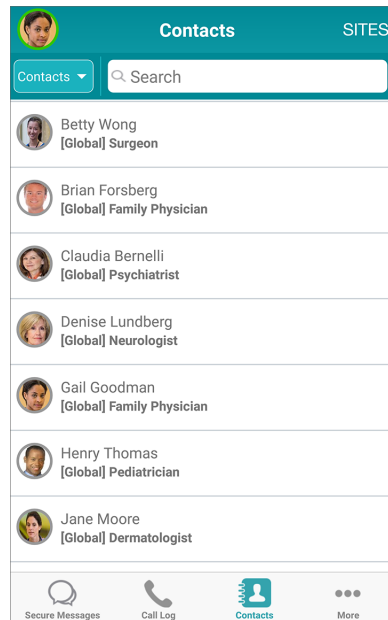 Contacts
SITES
Contacts
Search
Betty Wong
[Global] Surgeon
Brian Forsberg
[Global] Family Physician
Claudia Bernelli
[Global] Psychiatrist
Denise Lundberg
[Global] Neurologist
Gail Goodman
[Global] Family Physician
Henry Thomas
[Global] Pediatrician
Jane Moore
[Global] Dermatologist
Secure Messages
Call Log
Contacts
More